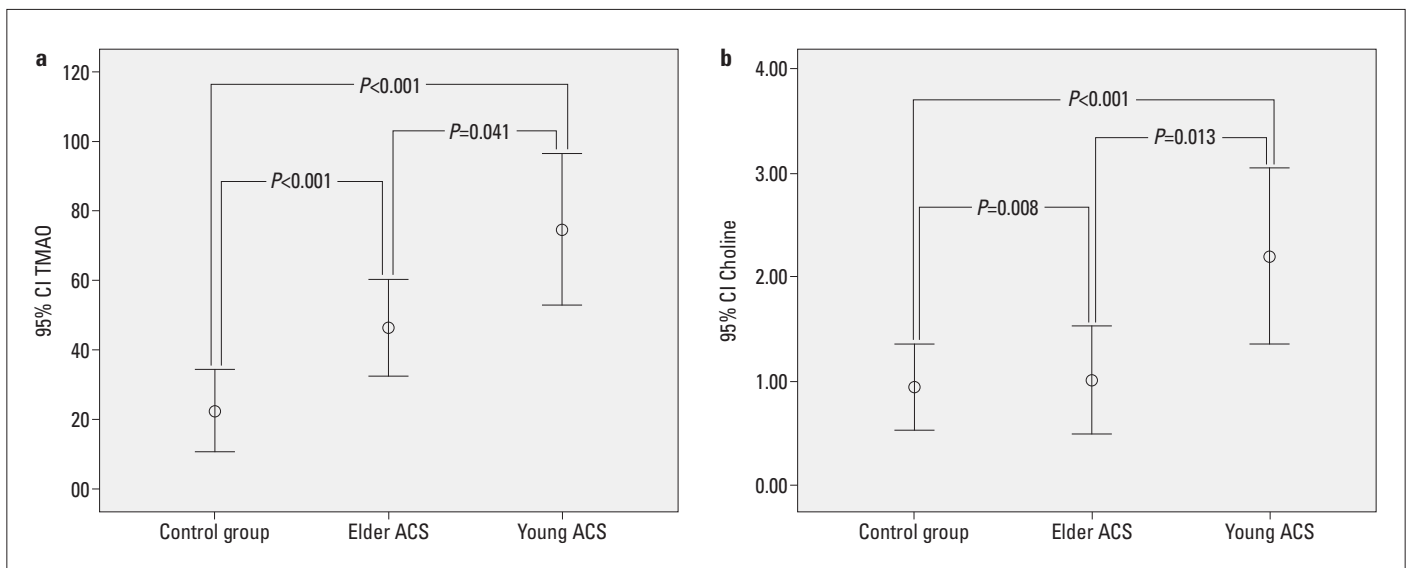 a
120
100
80
60
40
20
00
95% CI TMAO
P<0.001
P=0.041
P<0.001
Control group
Elder ACS
Young ACS
b
4.00
3.00
2.00
1.00
0.00
95% CI Choline
P<0.001
P=0.013
P=0.008
Control group
Elder ACS
Young ACS